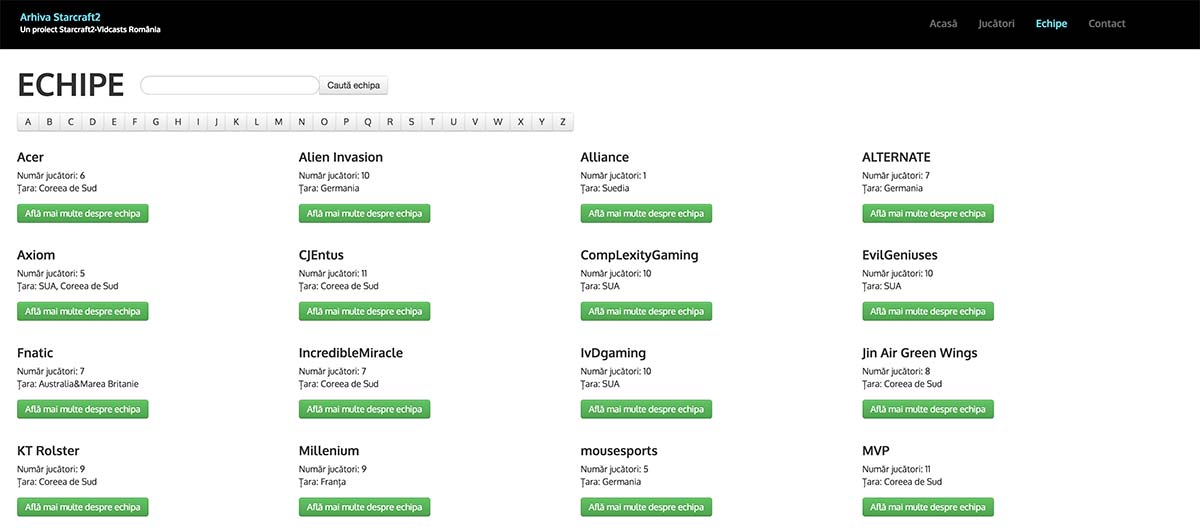 Arhiva Starcraft2
Un proiect Starcraft2-Vidcasts România
Acasă Jucători Echipe Contact
ECHIPE Caută echipa
A B C D E F G H I J K L M N O P Q R S T U V W X Y Z
Acer Alien Invasion Alliance ALTERNATE
Număr jucători: 6 Număr jucători: 10 Număr jucători: 1 Număr jucători: 7
Țara: Coreea de Sud Țara: Germania Țara: Suedia Țara: Germania
Află mai multe despre echipa Află mai multe despre echipa Află mai multe despre echipa Află mai multe despre echipa
Axiom CJEntus CompLexityGaming EvilGeniuses
Număr jucători: 5 Număr jucători: 11 Număr jucători: 10 Număr jucători: 10
Țara: SUA, Coreea de Sud Țara: Coreea de Sud Țara: SUA Țara: SUA
Află mai multe despre echipa Află mai multe despre echipa Află mai multe despre echipa Află mai multe despre echipa
Fnatic IncredibleMiracle IvDgaming Jin Air Green Wings
Număr jucători: 7 Număr jucători: 7 Număr jucători: 10 Număr jucători: 8
Țara: Australia&Marea Britanie Țara: Coreea de Sud Țara: SUA Țara: Coreea de Sud
Află mai multe despre echipa Află mai multe despre echipa Află mai multe despre echipa Află mai multe despre echipa
KT Rolster Millenium mousesports MVP
Număr jucători: 9 Număr jucători: 9 Număr jucători: 5 Număr jucători: 11
Țara: Coreea de Sud Țara: Franța Țara: Germania Țara: Coreea de Sud
Află mai multe despre echipa Află mai multe despre echipa Află mai multe despre echipa Află mai multe despre echipa